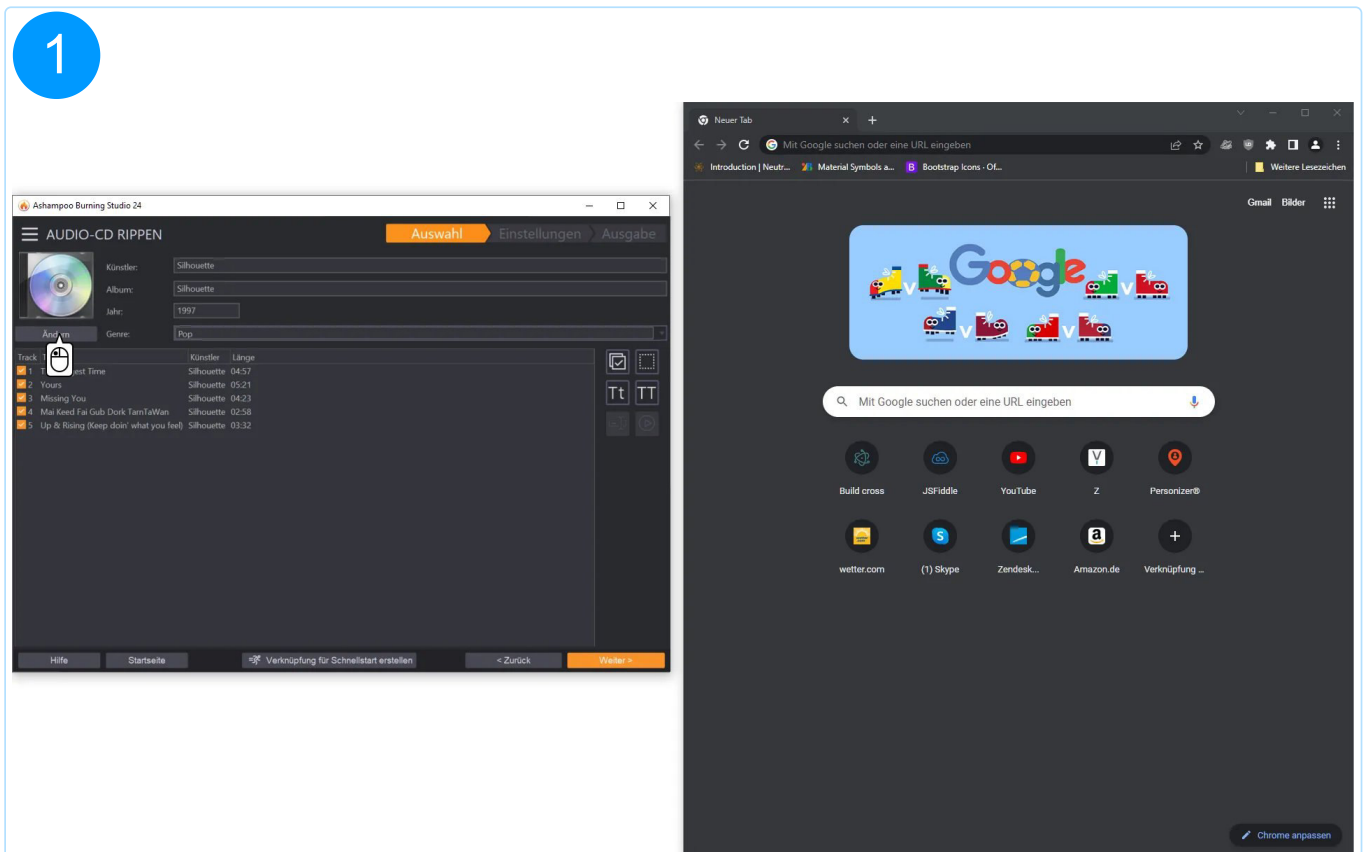 1
Ashampoo Burning Studio 24
AUDIO-CD RIPPEN
Auswahl
Einstellungen
Ausgabe
Künstler: Silhouette
Album: Silhouette
Jahr: 1997
Ändern
Genre: Pop
Track Künstler Länge
1 Time Silhouette 04:57
2 Yours Silhouette 05:21
3 Missing You Silhouette 04:23
4 Mai Keed Fai Gub Dork TarnTaWan Silhouette 02:58
5 Up & Rising (Keep doin' what you feel) Silhouette 03:32
Tt TT
Hilfe
Startseite
Verknüpfung für Schnellstart erstellen
< Zurück
Weiter >
Neuer Tab
Mit Google suchen oder eine URL eingeben
Introduction | Neutr... Material Symbols a... B Bootstrap Icons · Of... Weitere Lesezeichen
Gmail Bilder
Google
v v
v v
Mit Google suchen oder eine URL eingeben
Build cross JSFiddle YouTube Z Personizer®
wetter.com (1) Skype Zendesk... Amazon.de Verknüpfung ...
Chrome anpassen